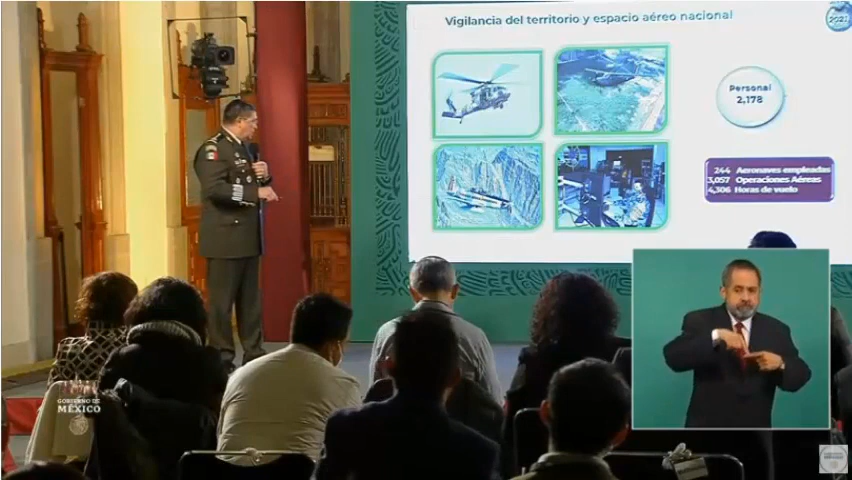 Vigilancia del territorio y espacio aéreo nacional
Personal
2,178
244 Aeronaves empleadas
3,057 Operaciones Aéreas
4,306 Horas de vuelo
GOBIERNO DE
MÉXICO